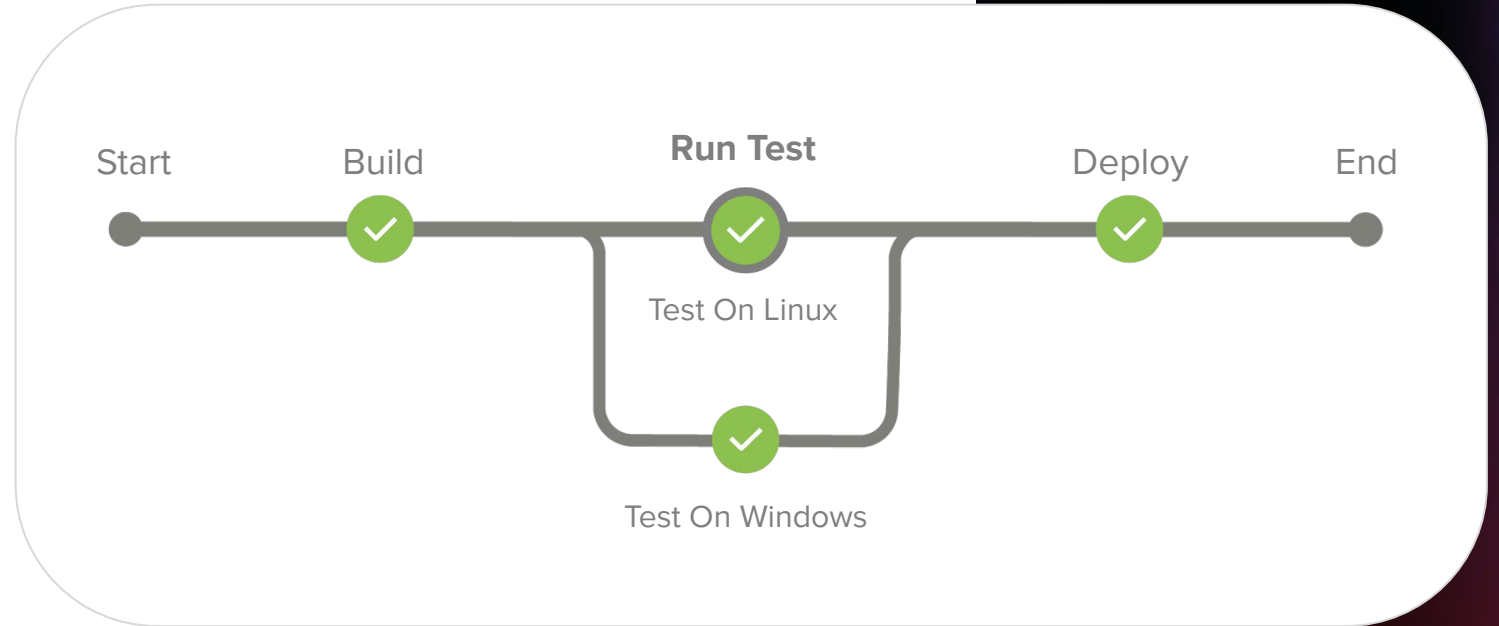 Start
Build
Run Test
Deploy
End
Test On Linux
Test On Windows